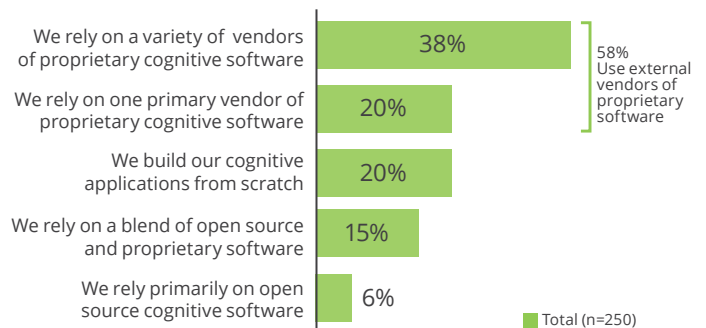 We rely on a variety of vendors
of proprietary cognitive software
38%
58%
Use external
vendors of
proprietary
software
We rely on one primary vendor of
proprietary cognitive software
20%
We build our cognitive
applications from scratch
20%
We rely on a blend of open source
and proprietary software
15%
We rely primarily on open
source cognitive software
6%
Total (n=250)